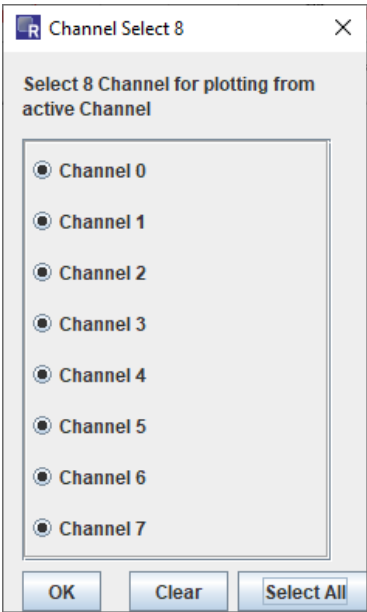 R Channel Select 8
Select 8 Channel for plotting from
active Channel
Channel 0
Channel 1
Channel 2
Channel 3
Channel 4
Channel 5
Channel 6
Channel 7
OK Clear Select All